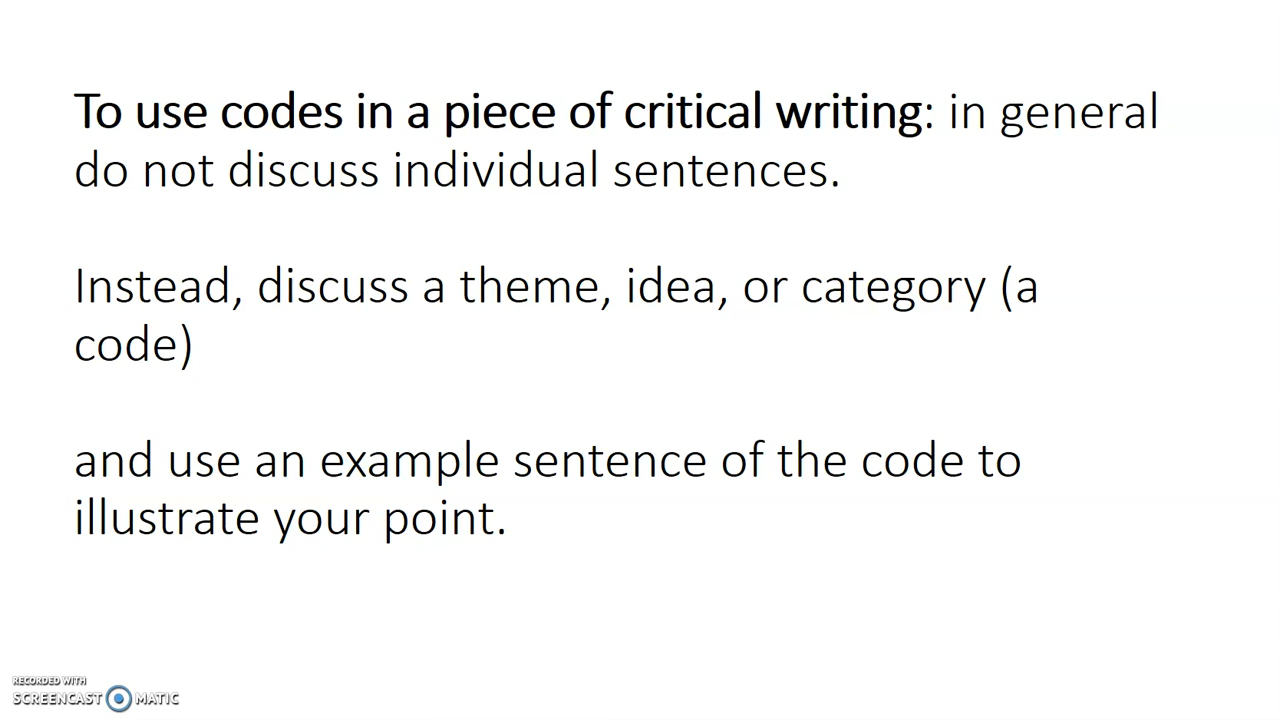 To use codes in a piece of critical writing: in general
do not discuss individual sentences.
Instead, discuss a theme, idea, or category (a
code)
and use an example sentence of the code to
illustrate your point.
RECORDED WITH
SCREENCAST MATIC